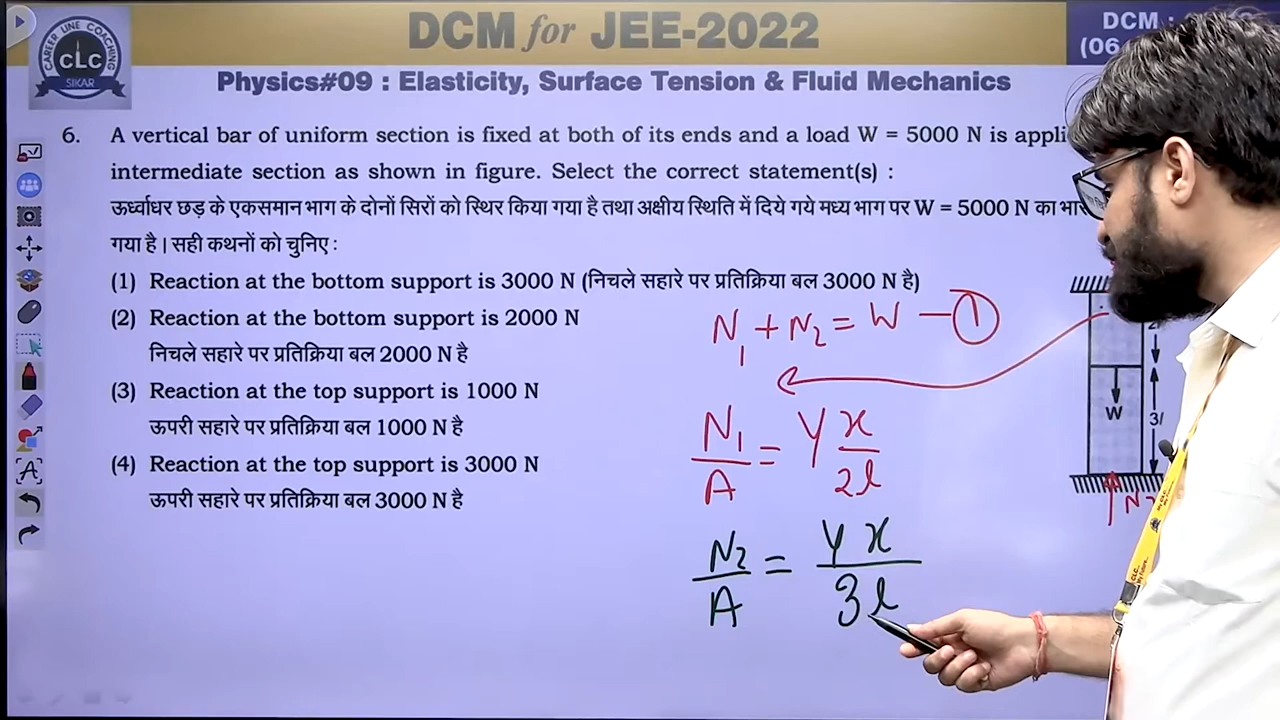 CAREER LINE COACHING
CLC
SIKAR
DCM for JEE-2022
DCM :
(06
Physics#09 : Elasticity, Surface Tension & Fluid Mechanics
6. A vertical bar of uniform section is fixed at both of its ends and a load W = 5000 N is appli
intermediate section as shown in figure. Select the correct statement(s) :
ऊर्ध्वाधर छड़ के एकसमान भाग के दोनों सिरों को स्थिर किया गया है तथा अक्षीय स्थिति में दिये गये मध्य भाग पर W = 5000 N का भार
गया है। सही कथनों को चुनिए :
(1) Reaction at the bottom support is 3000 N (निचले सहारे पर प्रतिक्रिया बल 3000 N है)
(2) Reaction at the bottom support is 2000 N
निचले सहारे पर प्रतिक्रिया बल 2000 N है
(3) Reaction at the top support is 1000 N
ऊपरी सहारे पर प्रतिक्रिया बल 1000 N है
(4) Reaction at the top support is 3000 N
ऊपरी सहारे पर प्रतिक्रिया बल 3000 N है
N₁ + N₂ = W — ①
N₁/A = Y x/2l
N₂/A = Y x/3l
W
3l